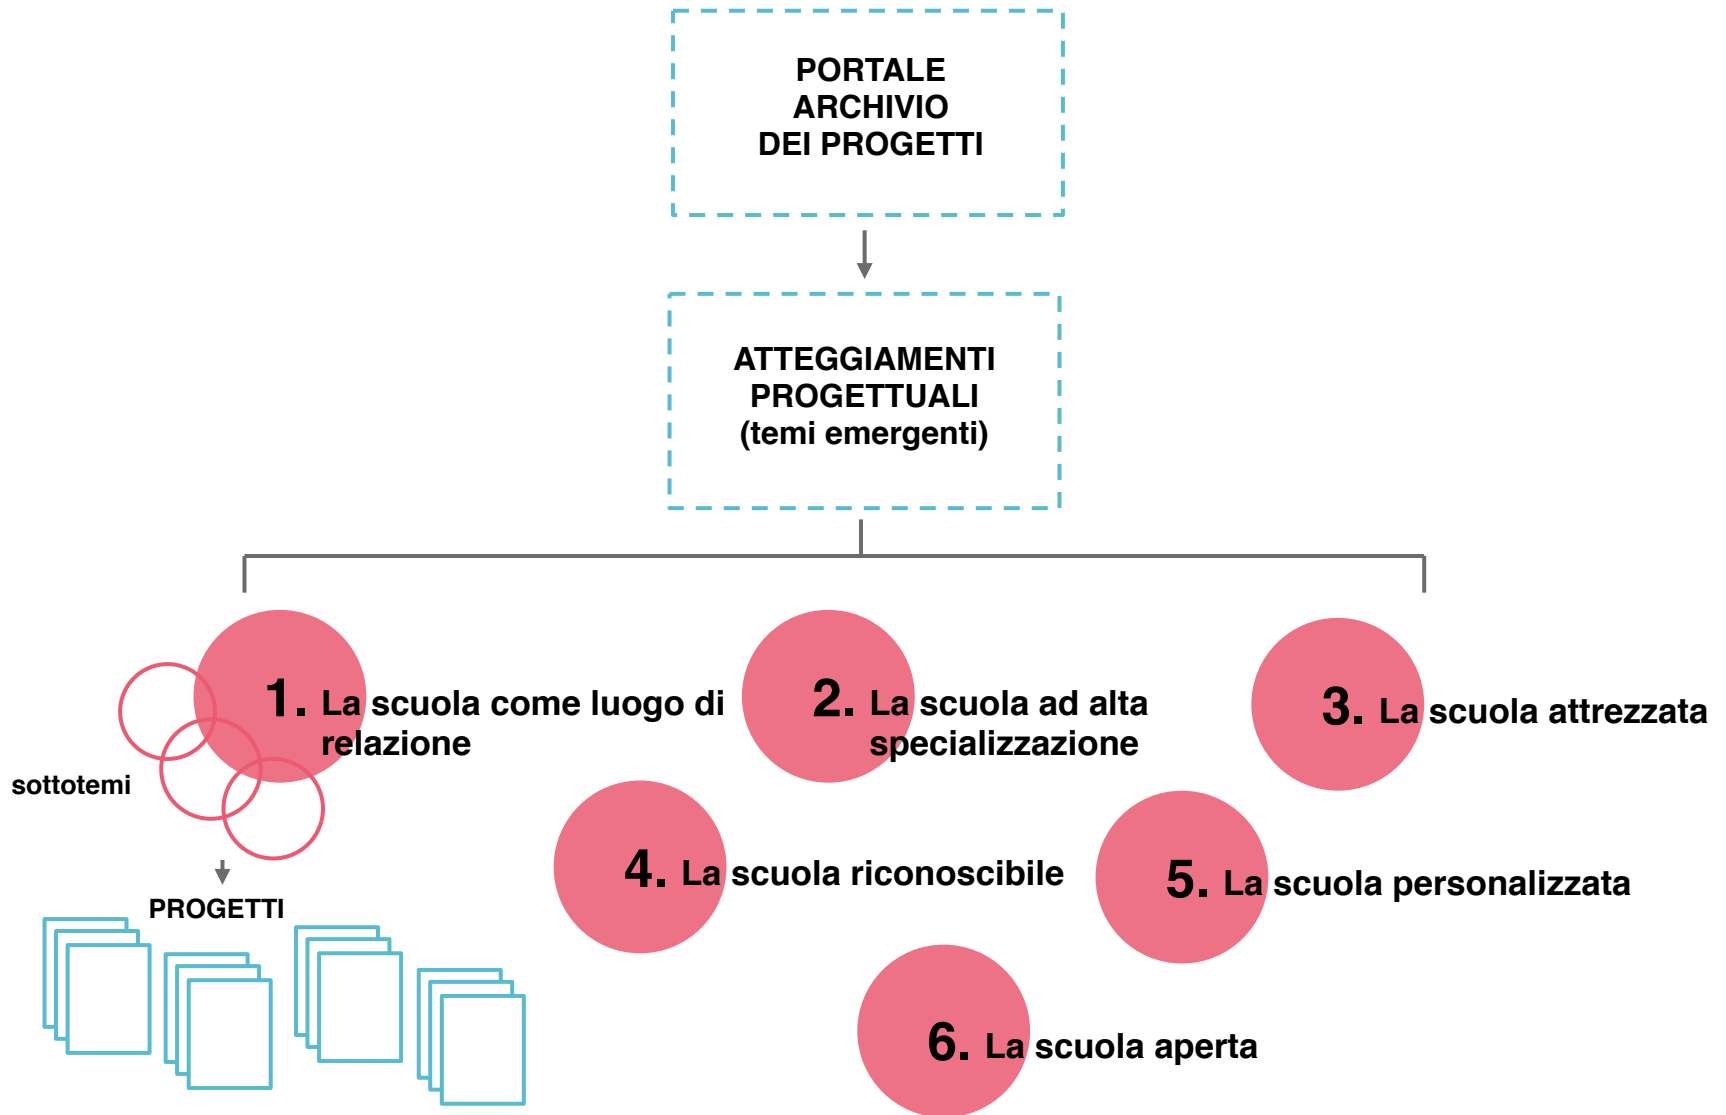 PORTALE
ARCHIVIO
DEI PROGETTI
ATTEGGIAMENTI
PROGETTUALI
(temi emergenti)
1. La scuola come luogo di
relazione
2. La scuola ad alta
specializzazione
3. La scuola attrezzata
sottotemi
4. La scuola riconoscibile
5. La scuola personalizzata
PROGETTI
6. La scuola aperta